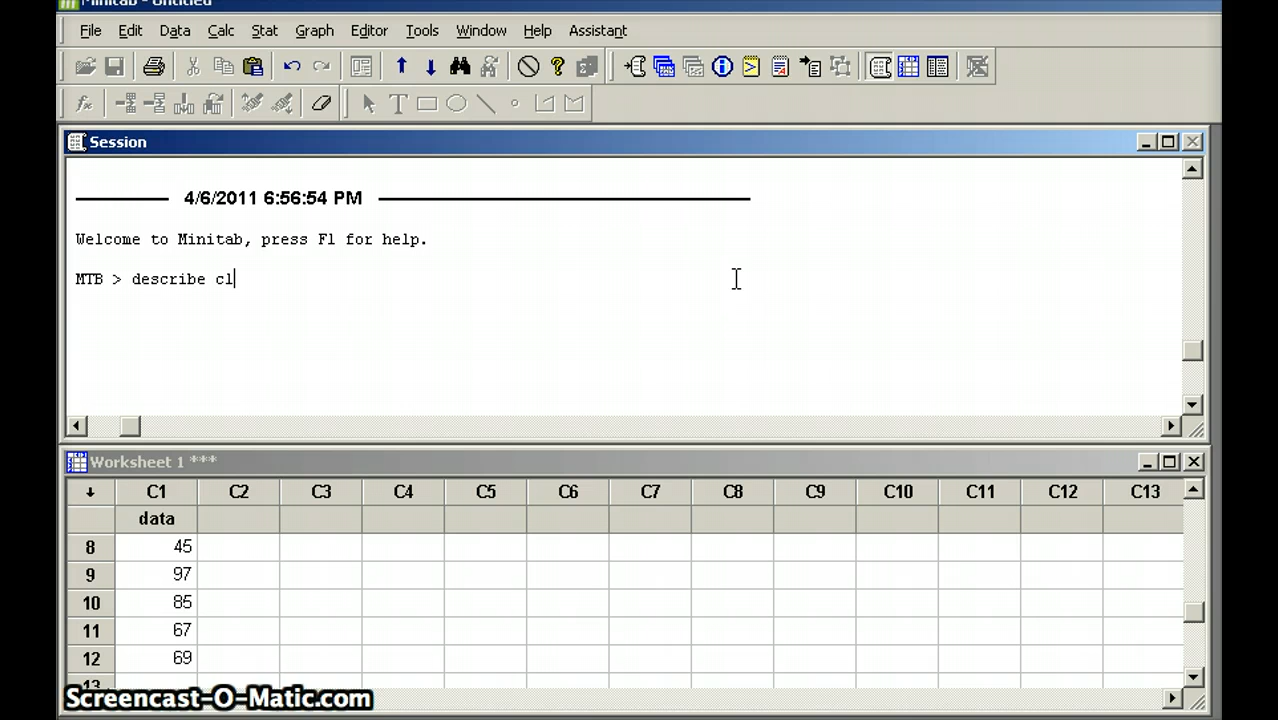 Minitab - Untitled
File Edit Data Calc Stat Graph Editor Tools Window Help Assistant
Session
4/6/2011 6:56:54 PM
Welcome to Minitab, press F1 for help.
MTB > describe c1
Worksheet 1 ***
C1 C2 C3 C4 C5 C6 C7 C8 C9 C10 C11 C12 C13
data
8 45
9 97
10 85
11 67
12 69
13
Screencast-O-Matic.com